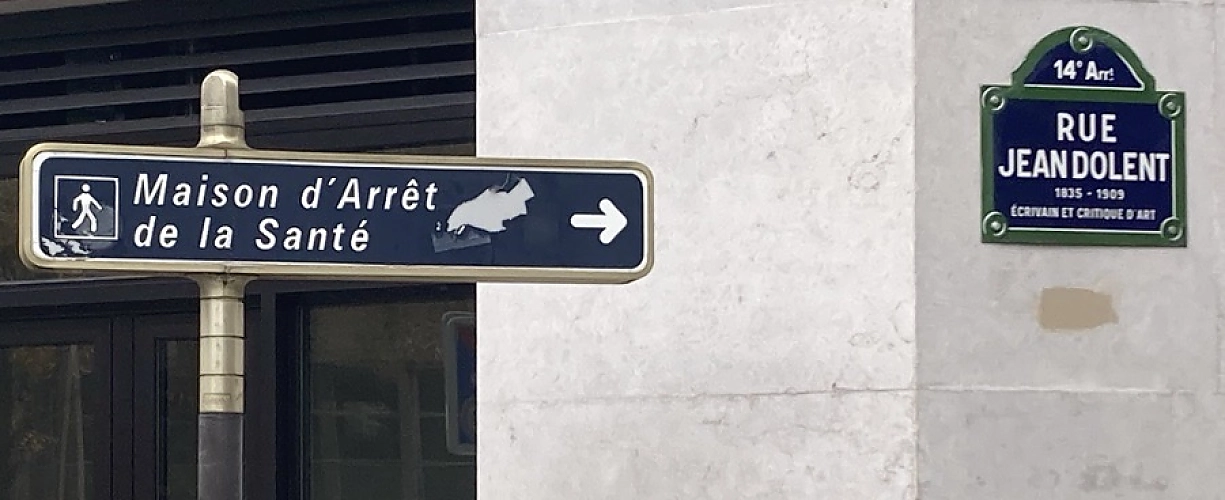 Maison d'Arrêt
de la Santé
14e Arrt
RUE
JEAN DOLENT
1835 - 1909
ÉCRIVAIN ET CRITIQUE D'ART